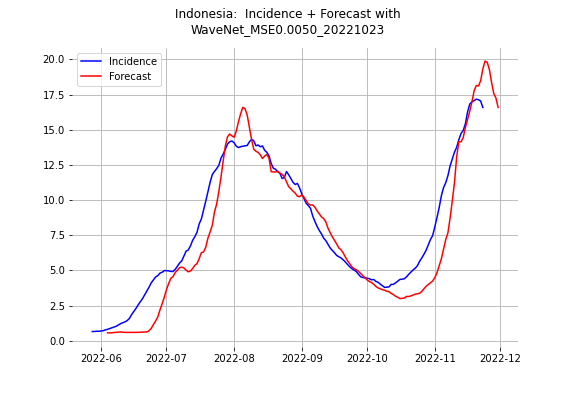 Indonesia:  Incidence + Forecast with
WaveNet_MSE0.0050_20221023
Incidence
Forecast
20.0
17.5
15.0
12.5
10.0
7.5
5.0
2.5
0.0
2022-06 2022-07 2022-08 2022-09 2022-10 2022-11 2022-12